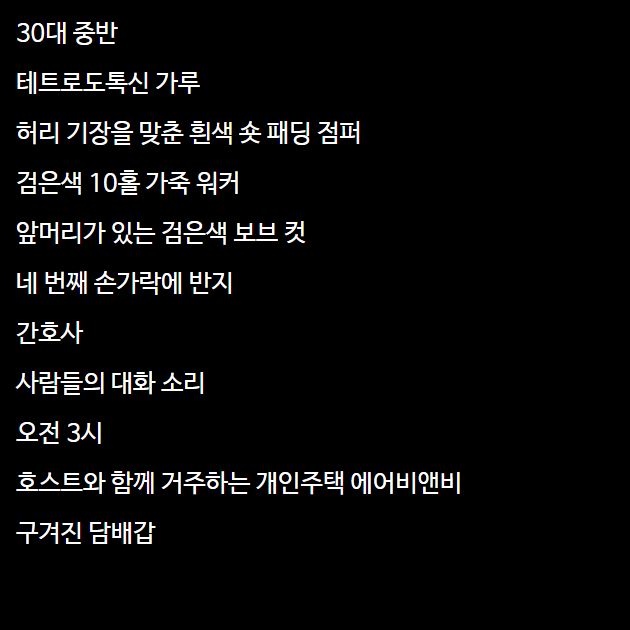 30대 중반
테트로도톡신 가루
허리 기장을 맞춘 흰색 숏 패딩 점퍼
검은색 10홀 가죽 워커
앞머리가 있는 검은색 보브 컷
네 번째 손가락에 반지
간호사
사람들의 대화 소리
오전 3시
호스트와 함께 거주하는 개인주택 에어비앤비
구겨진 담배갑